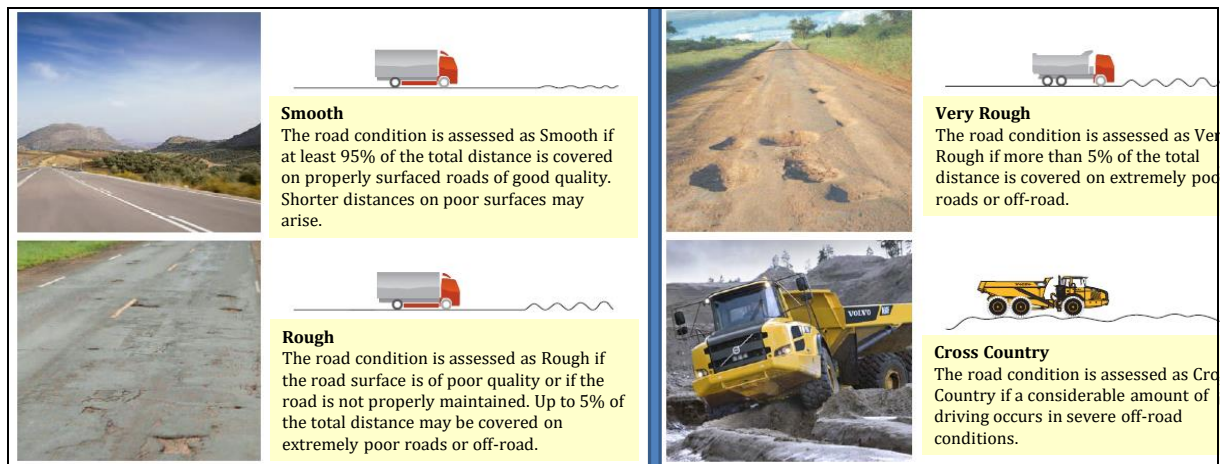 Smooth
The road condition is assessed as Smooth if
at least 95% of the total distance is covered
on properly surfaced roads of good quality.
Shorter distances on poor surfaces may
arise.
Rough
The road condition is assessed as Rough if
the road surface is of poor quality or if the
road is not properly maintained. Up to 5% of
the total distance may be covered on
extremely poor roads or off-road.
Very Rough
The road condition is assessed as Ver
Rough if more than 5% of the total
distance is covered on extremely poo
roads or off-road.
VOLVO
Cross Country
The road condition is assessed as Cro
Country if a considerable amount of
driving occurs in severe off-road
conditions.